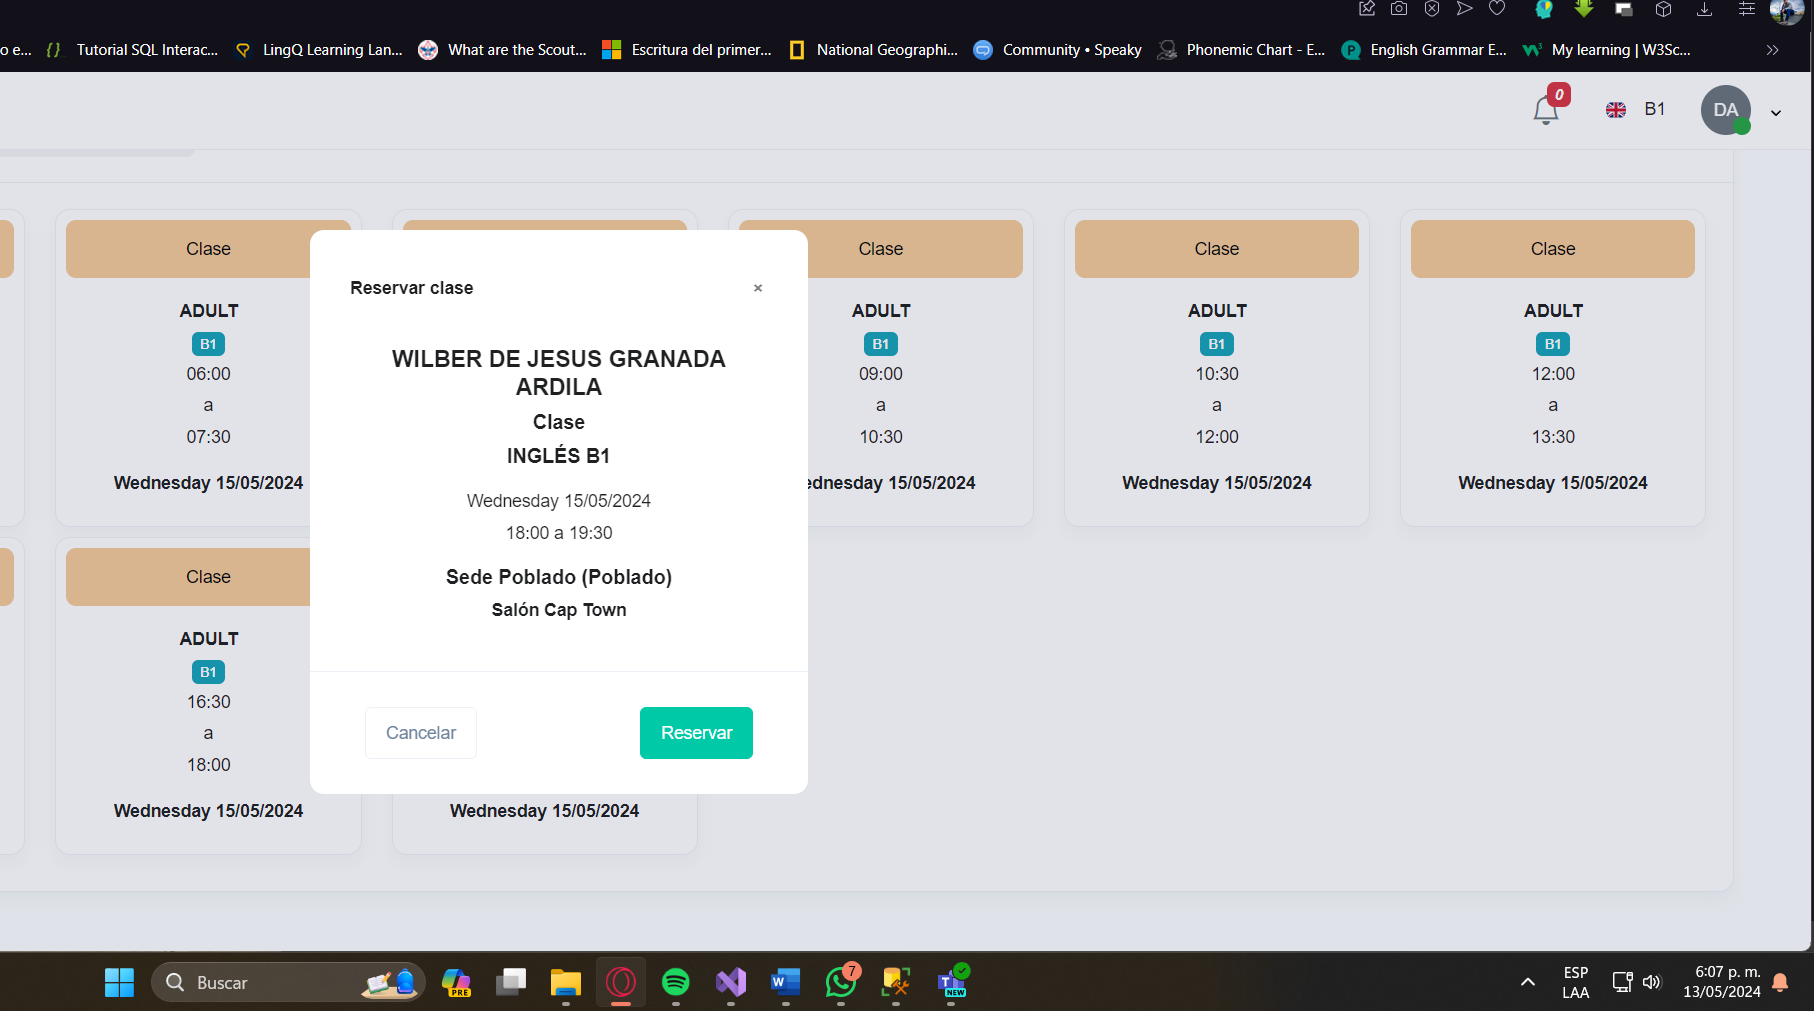 o e...
{} Tutorial SQL Interac...
LingQ Learning Lan...
What are the Scout...
Escritura del primer...
National Geographi...
Community • Speaky
Phonemic Chart - E...
P English Grammar E...
My learning | W3Sc...
0
B1
DA
Clase
Clase
Clase
Clase
Reservar clase
×
ADULT
B1
06:00
a
07:30
Wednesday 15/05/2024
WILBER DE JESUS GRANADA
ARDILA
Clase
INGLÉS B1
Wednesday 15/05/2024
18:00 a 19:30
Sede Poblado (Poblado)
Salón Cap Town
Cancelar
Reservar
ADULT
B1
09:00
a
10:30
ednesday 15/05/2024
ADULT
B1
10:30
a
12:00
Wednesday 15/05/2024
ADULT
B1
12:00
a
13:30
Wednesday 15/05/2024
Clase
ADULT
B1
16:30
a
18:00
Wednesday 15/05/2024
Wednesday 15/05/2024
Buscar
PRE
W
7
T
NEW
ESP
LAA
6:07 p. m.
13/05/2024